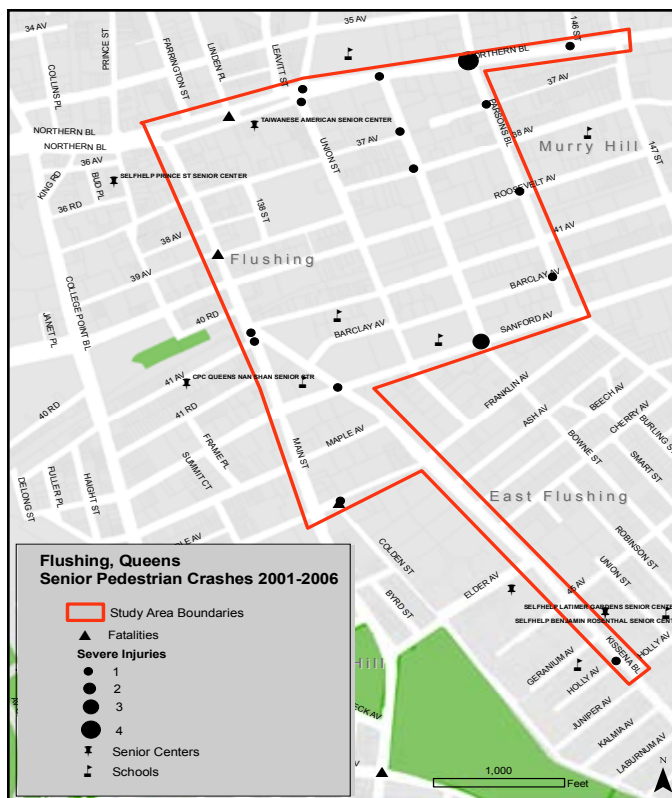 34 AV
35 AV
146 ST
PRINCE ST
FARRINGTON ST
LINDEN PL
LEAVITT ST
NORTHERN BL
COLLINS PL
37 AV
PARSONS BL
TAIWANESE AMERICAN SENIOR CENTER
NORTHERN BL
NORTHERN BL
UNION ST
37 AV
38 AV
Murry Hill
147 ST
36 AV
KING RD
BUD PL
SELFHELP PRINCE ST SENIOR CENTER
ROOSEVELT AV
36 RD
138 ST
41 AV
38 AV
Flushing
39 AV
BARCLAY AV
COLLEGE POINT BL
JANET PL
40 RD
BARCLAY AV
SANFORD AV
CPC QUEENS NAN SHAN SENIOR CTR
41 AV
FRANKLIN AV
BEECH AV
40 RD
41 RD
ASH AV
CHERRY AV
BURLING S
MAPLE AV
MAIN ST
FRAME PL
SUMMIT CT
BOWNE ST
SMART ST
DELONG ST
FULLER PL
HAIGHT ST
East Flushing
ROBINSON ST
COLDEN ST
UNION ST
ELDER AV
BYRD ST
45 AV
SELFHELP LATIMER GARDENS SENIOR CENTER
SELFHELP BENJAMIN ROSENTHAL SENIOR CENT
KISSENA BL
HOLLY AV
GERANIUM AV
HOLLY AV
JUNIPER AV
KALMIA AV
LABURNUM AV
Hill
ECK AV
Flushing, Queens
Senior Pedestrian Crashes 2001-2006
Study Area Boundaries
Fatalities
Severe Injuries
1
2
3
4
Senior Centers
Schools
1,000
Feet
N